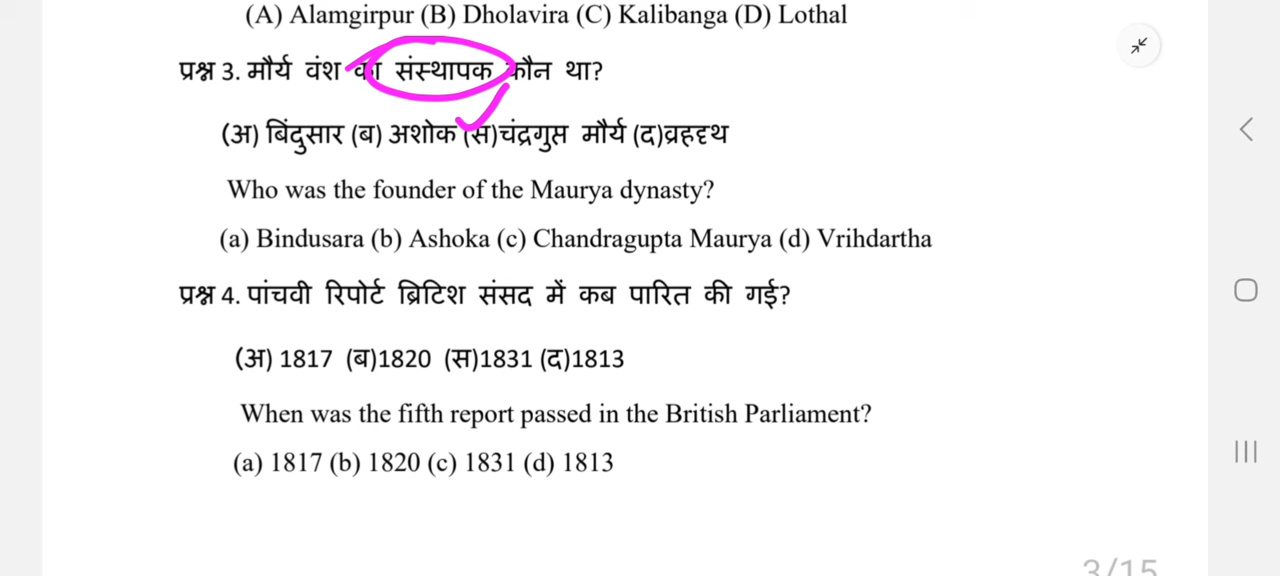 (A) Alamgirpur (B) Dholavira (C) Kalibanga (D) Lothal
प्रश्न 3. मौर्य वंश का संस्थापक कौन था?
(अ) बिंदुसार (ब) अशोक (स)चंद्रगुप्त मौर्य (द)व्रहदृथ
Who was the founder of the Maurya dynasty?
(a) Bindusara (b) Ashoka (c) Chandragupta Maurya (d) Vrihdartha
प्रश्न 4. पांचवी रिपोर्ट ब्रिटिश संसद में कब पारित की गई?
(अ) 1817 (ब)1820 (स)1831 (द)1813
When was the fifth report passed in the British Parliament?
(a) 1817 (b) 1820 (c) 1831 (d) 1813
3/15